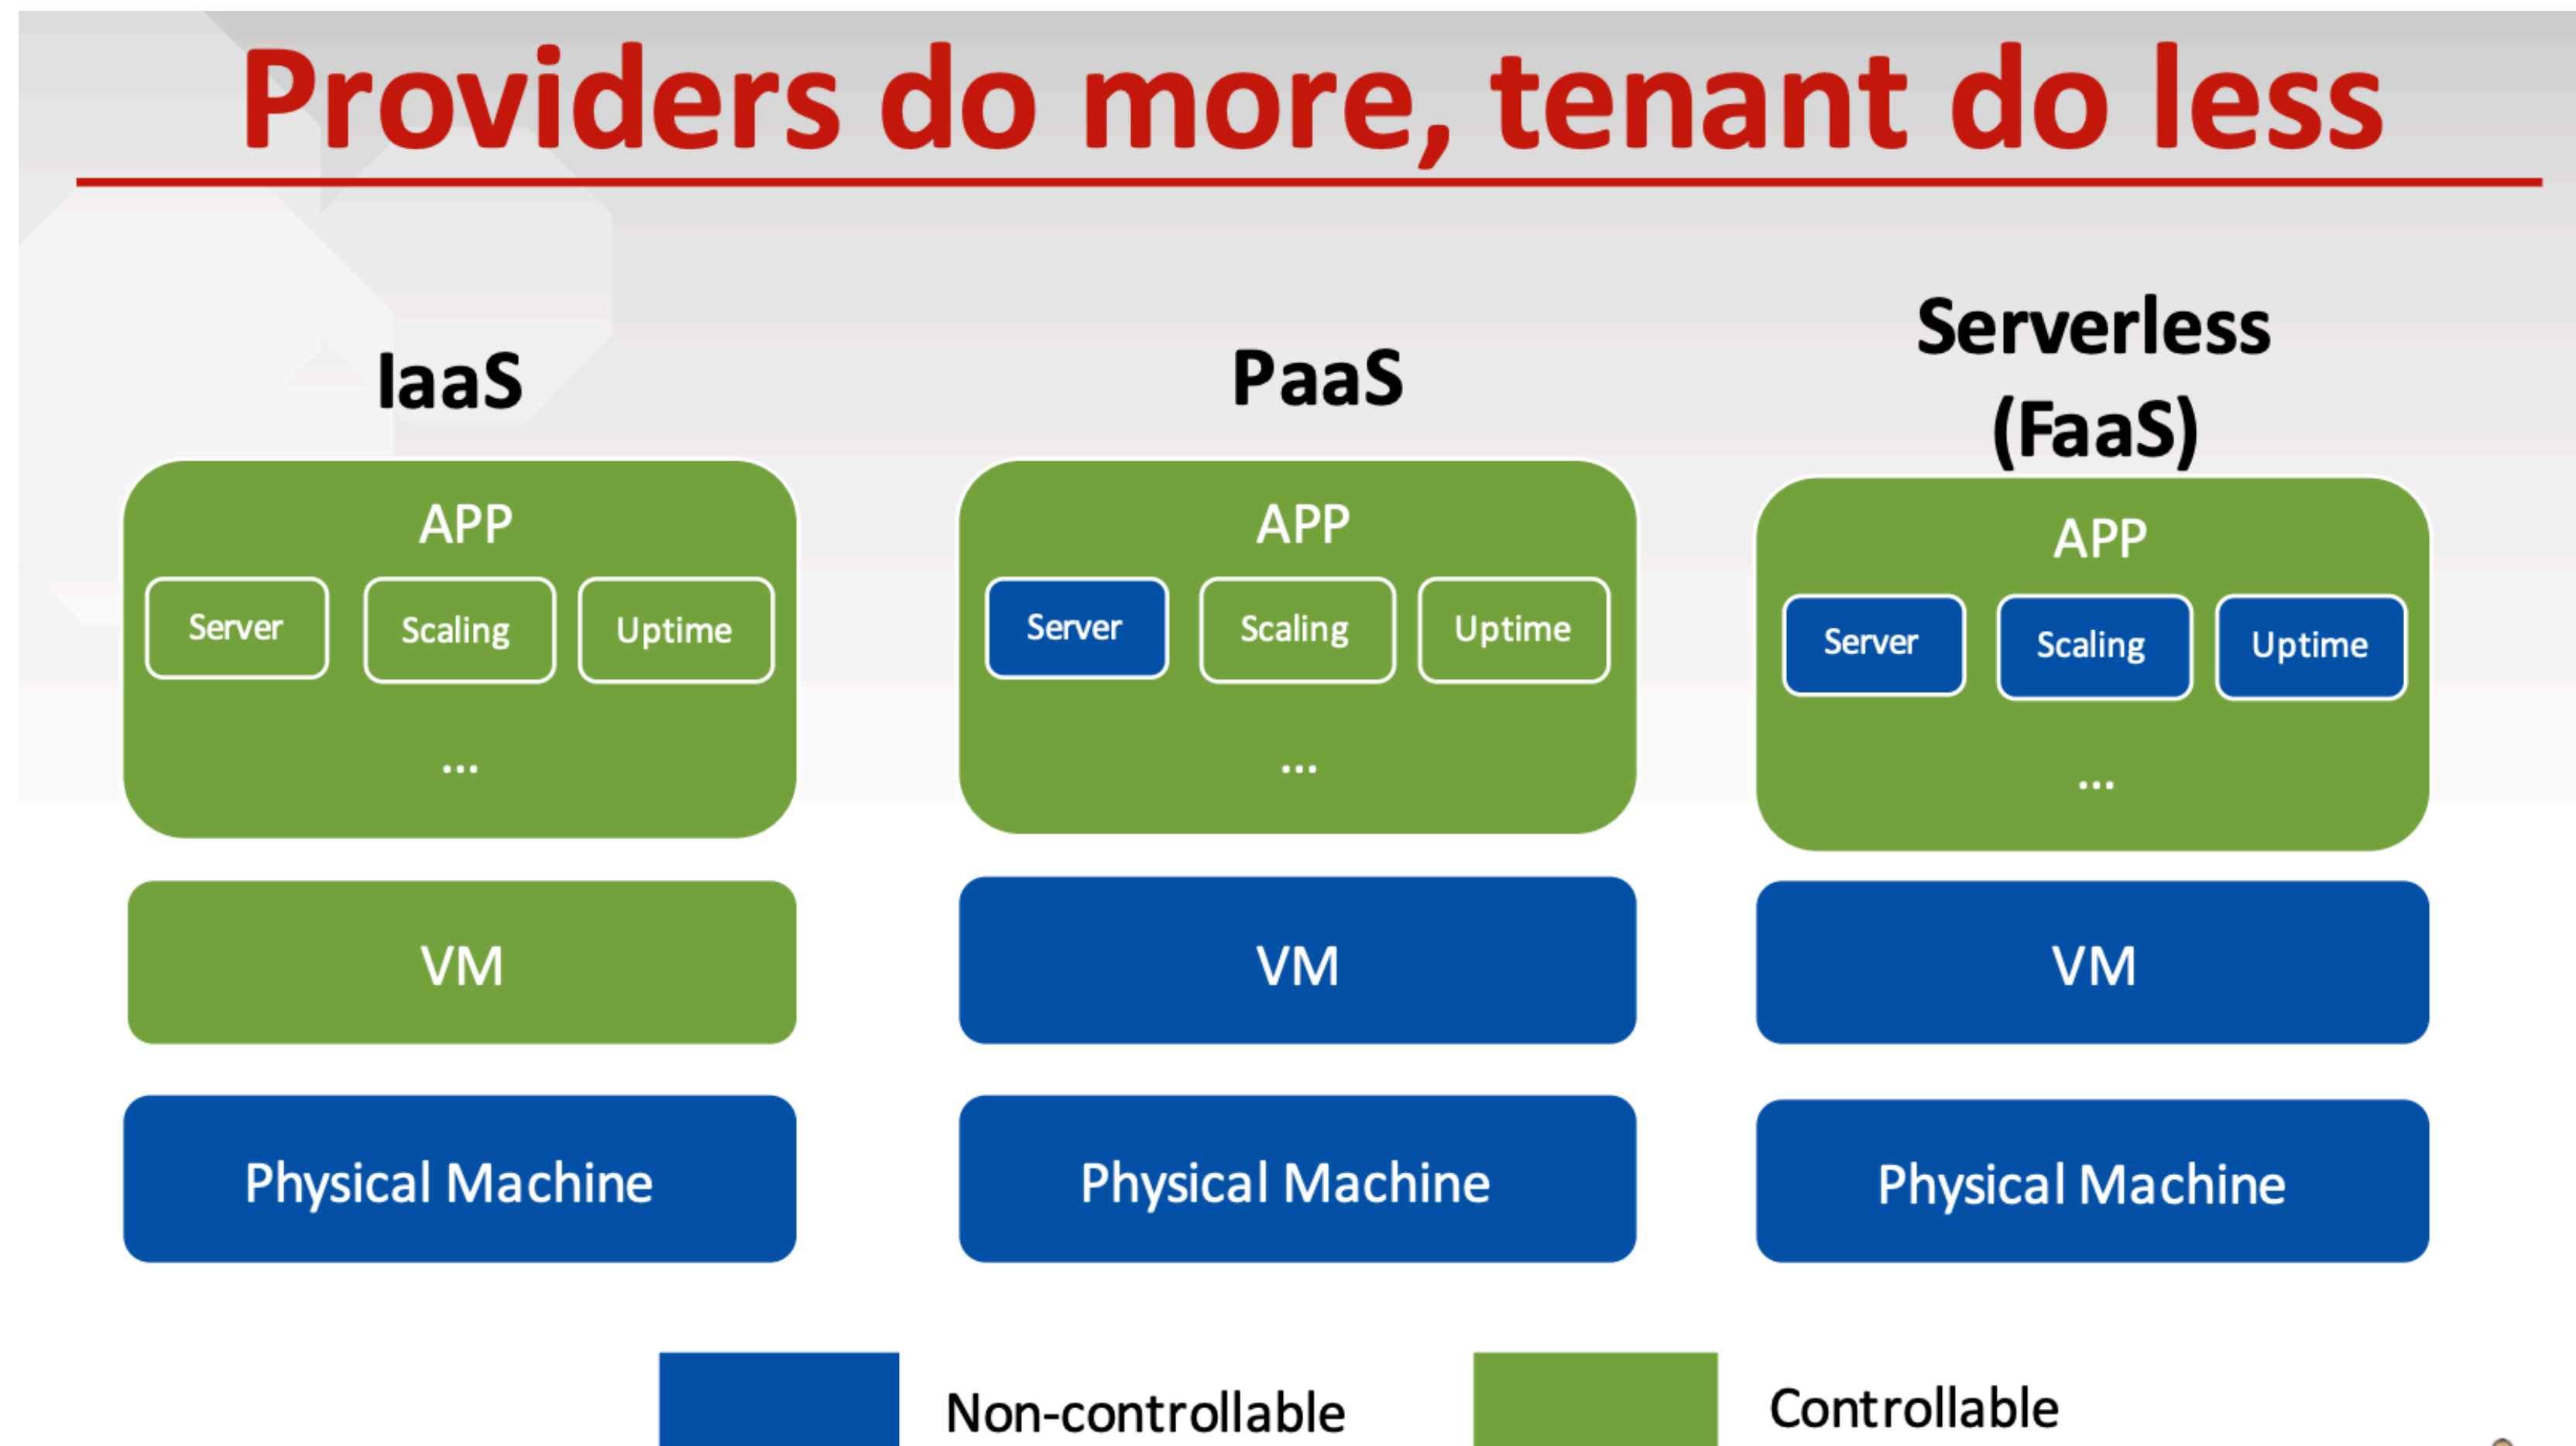 Providers do more, tenant do less
IaaS
APP
Server
Scaling
Uptime
...
VM
Physical Machine
PaaS
APP
Server
Scaling
Uptime
...
VM
Physical Machine
Serverless
(FaaS)
APP
Server
Scaling
Uptime
...
VM
Physical Machine
Non-controllable
Controllable